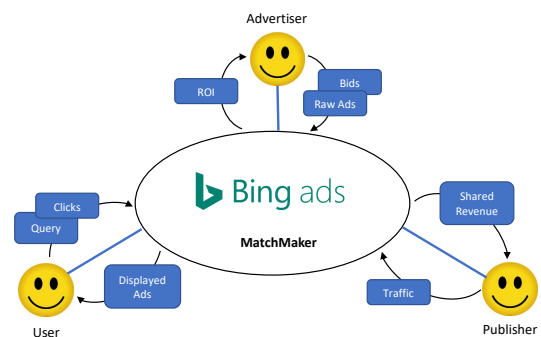 Advertiser
ROI
Bids
Raw Ads
Bing ads
MatchMaker
Clicks
Query
Displayed
Ads
User
Shared
Revenue
Traffic
Publisher